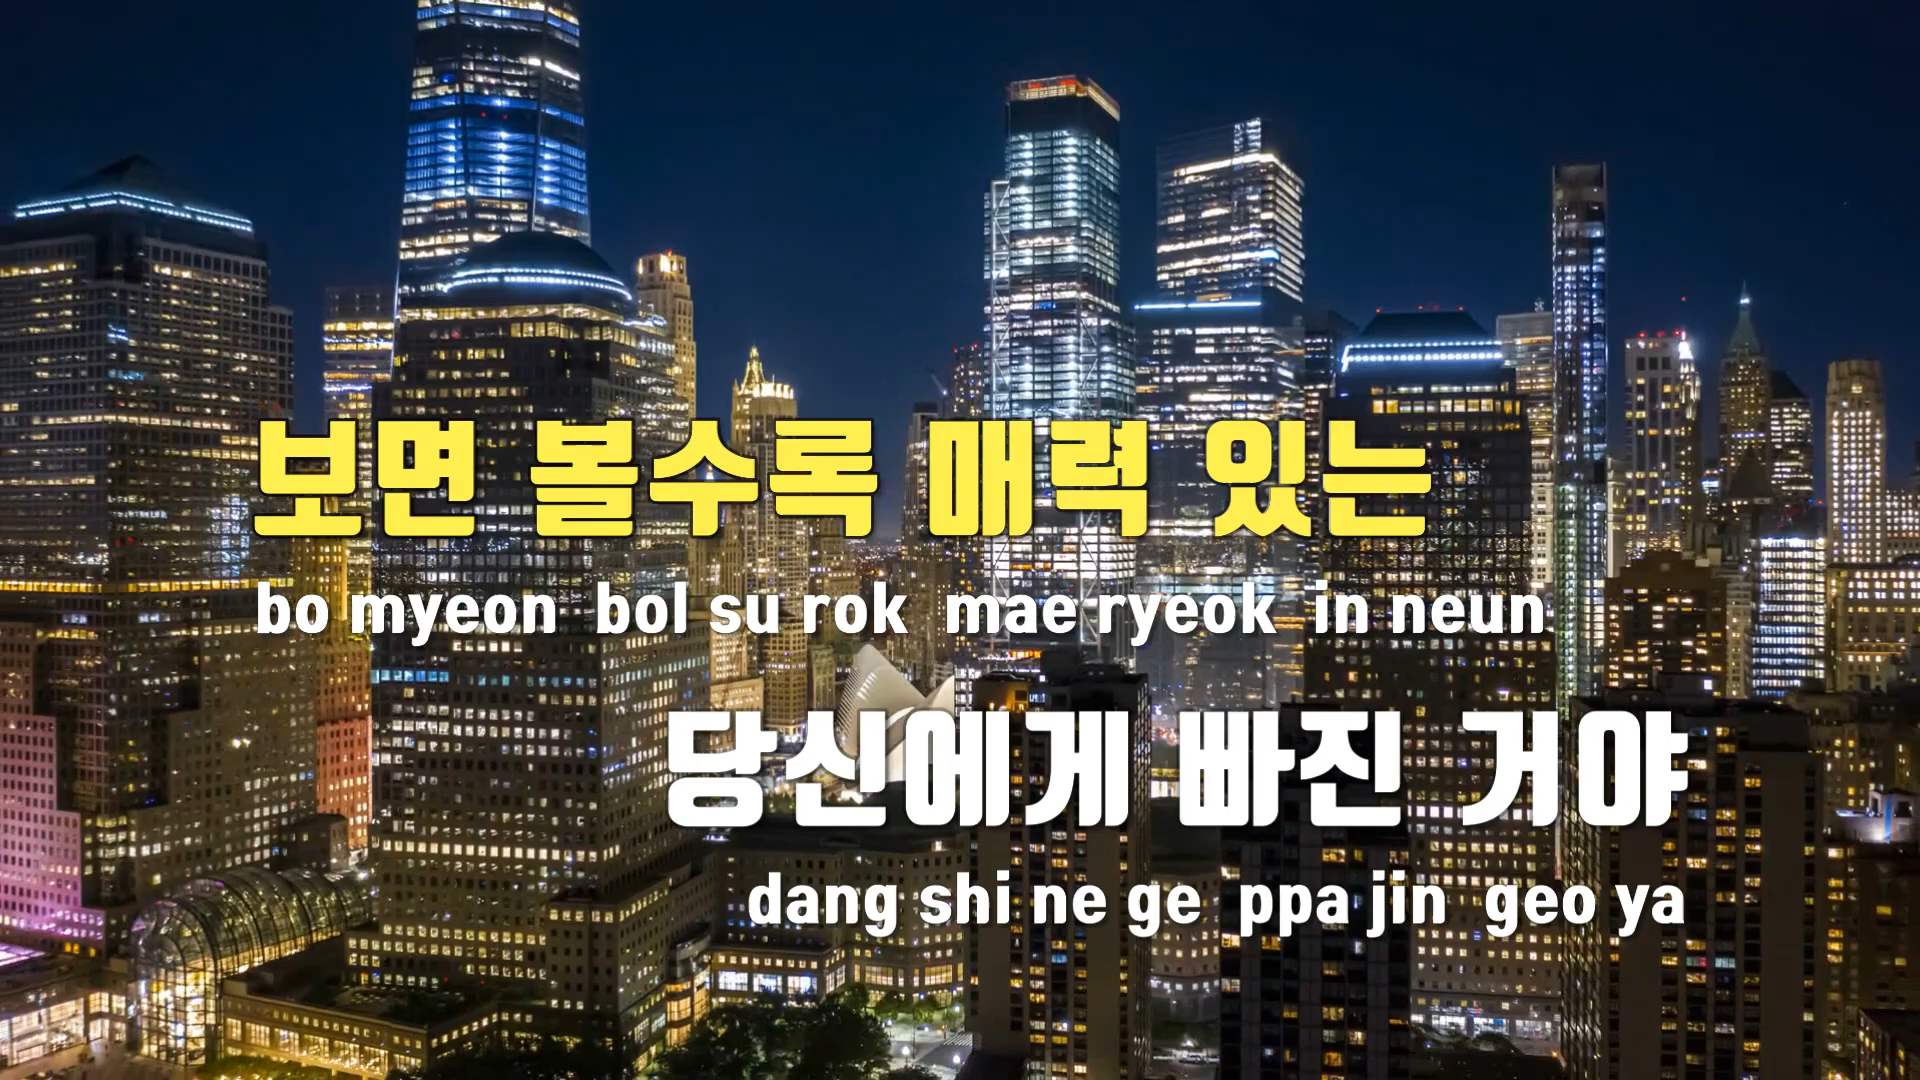 보면 볼수록 매력 있는
bo myeon bol su rok mae ryeok in neun
당신에게 빠진 거야
dang shi ne ge ppa jin geo ya